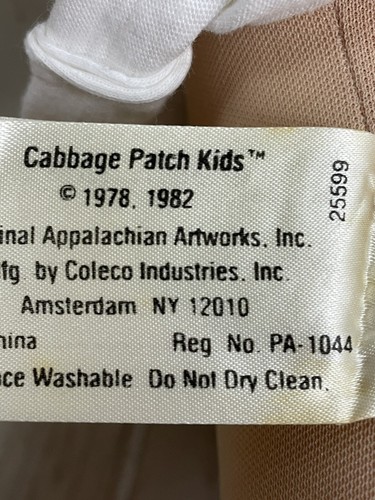 Cabbage Patch Kids™
© 1978, 1982
inal Appalachian Artworks, Inc.
fg by Coleco Industries, Inc.
Amsterdam NY 12010
hina Reg No. PA-1044
ce Washable Do Not Dry Clean.
25599